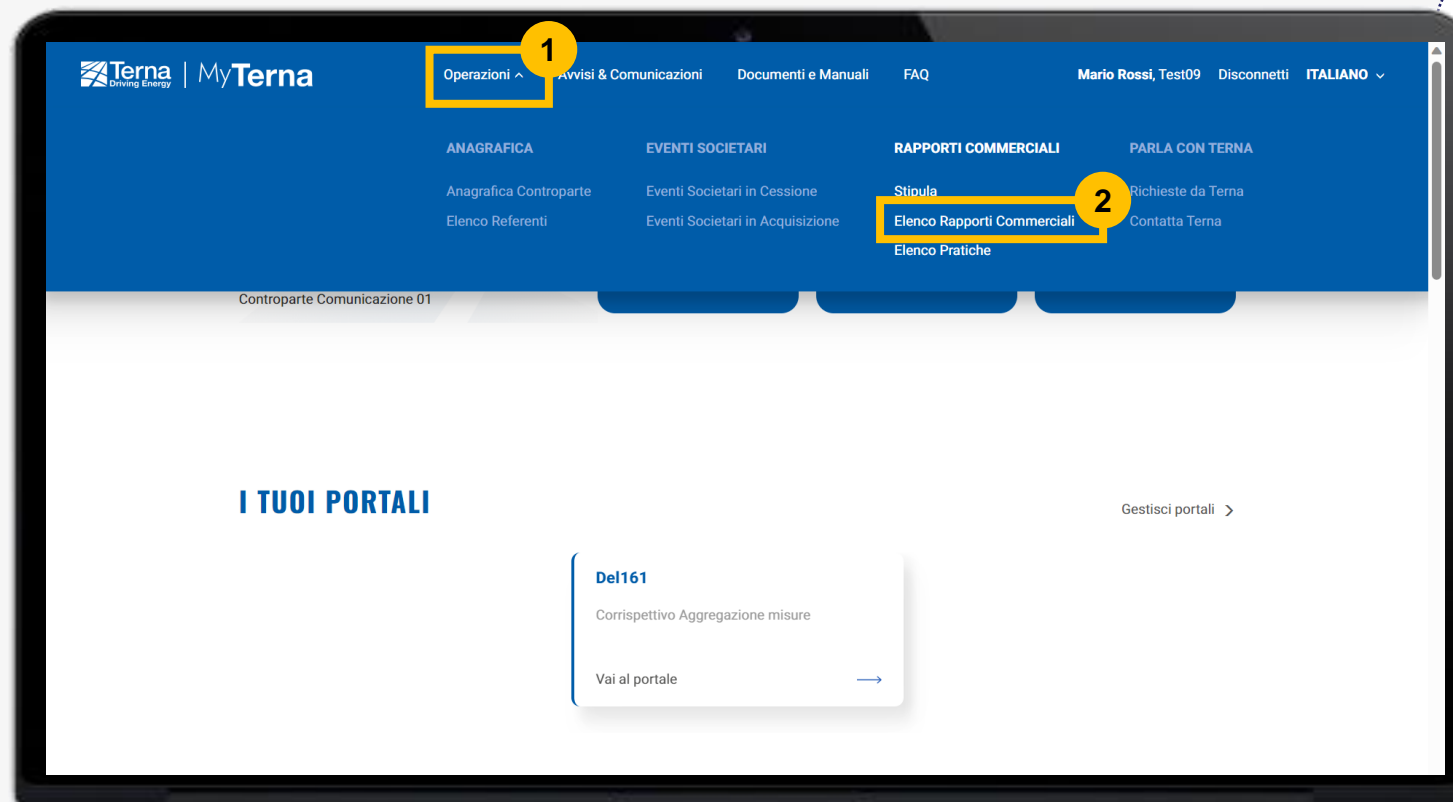 Terna
Driving Energy
MyTerna
Operazioni
1
Avvisi & Comunicazioni
Documenti e Manuali
FAQ
Mario Rossi, Test09
Disconnetti
ITALIANO
ANAGRAFICA
Anagrafica Controparte
Elenco Referenti
EVENTI SOCIETARI
Eventi Societari in Cessione
Eventi Societari in Acquisizione
RAPPORTI COMMERCIALI
Stipula
2
Elenco Rapporti Commerciali
Elenco Pratiche
PARLA CON TERNA
Richieste da Terna
Contatta Terna
Controparte Comunicazione 01
I TUOI PORTALI
Gestisci portali
Del161
Corrispettivo Aggregazione misure
Vai al portale